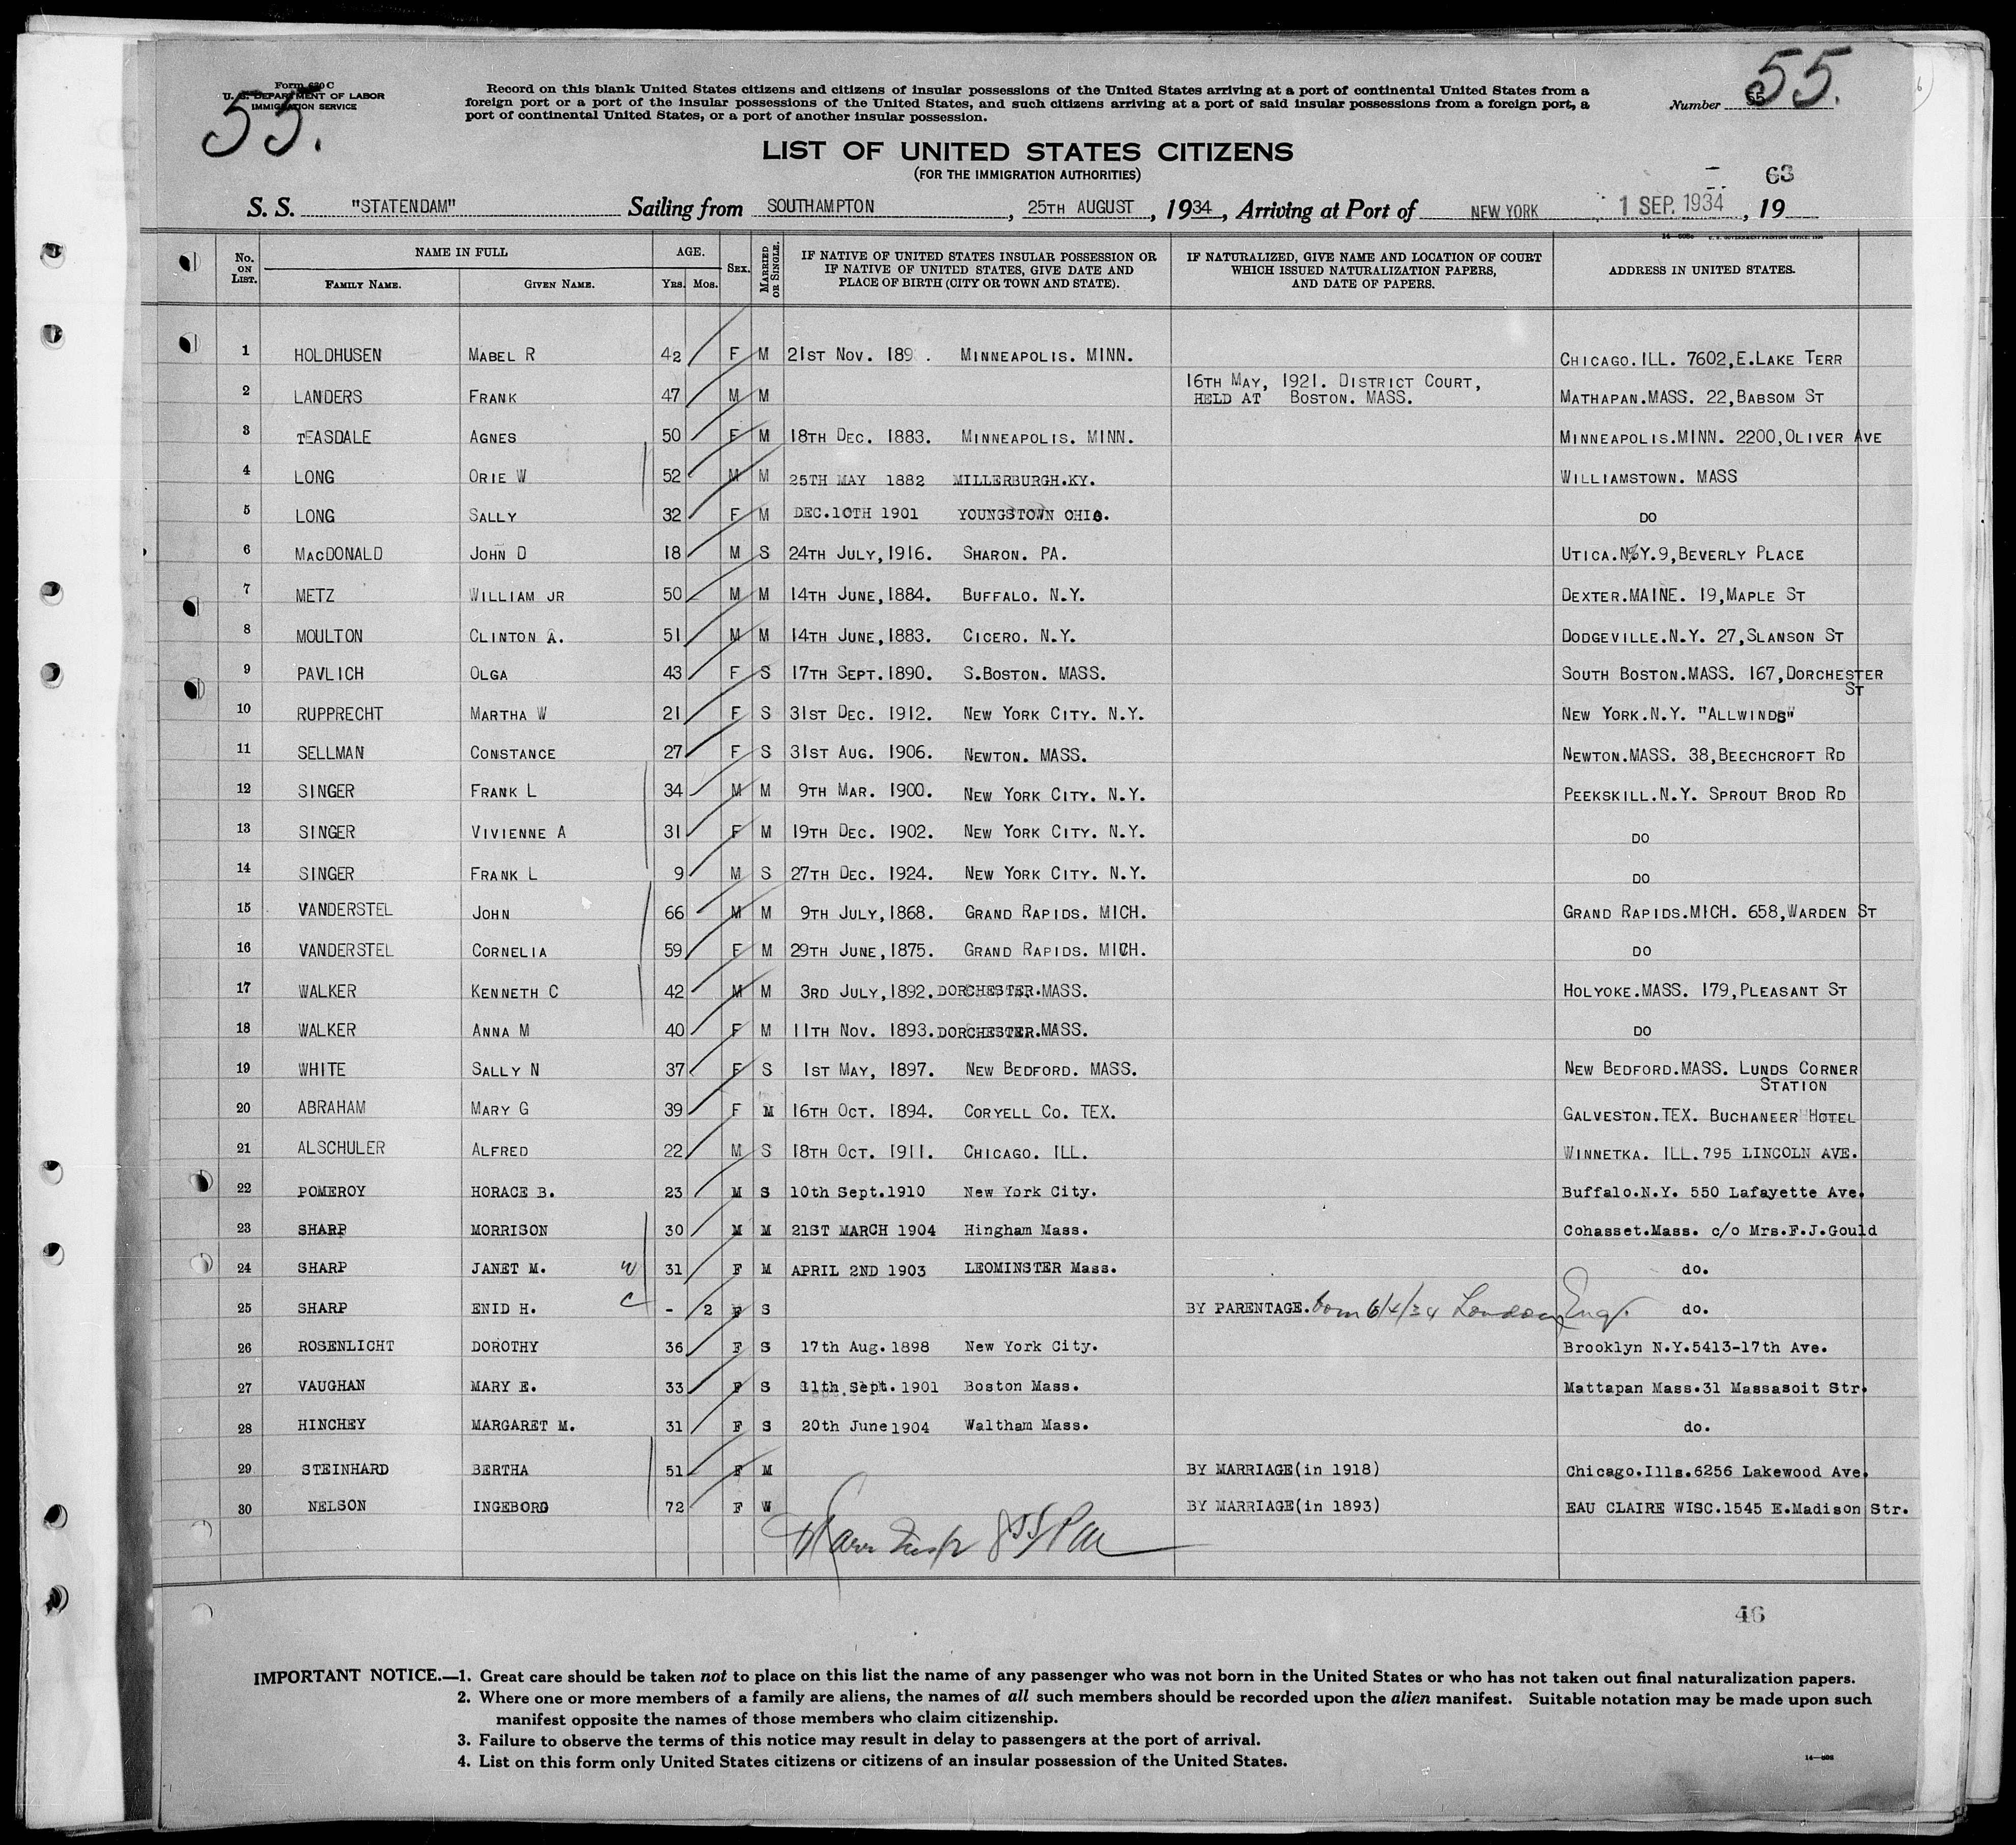 Form 630 C
U. S. DEPARTMENT OF LABOR
IMMIGRATION SERVICE
55.
Record on this blank United States citizens and citizens of insular possessions of the United States arriving at a port of continental United States from a
foreign port or a port of the insular possessions of the United States, and such citizens arriving at a port of said insular possessions from a foreign port, a
port of continental United States, or a port of another insular possession.
Number 55 55.
LIST OF UNITED STATES CITIZENS
(FOR THE IMMIGRATION AUTHORITIES)
63
S. S. "STATENDAM" Sailing from SOUTHAMPTON, 25TH AUGUST, 1934, Arriving at Port of NEW YORK 1 SEP. 1934, 19
No. ON LIST. NAME IN FULL FAMILY NAME. GIVEN NAME. AGE. YRS. MOS. SEX. MARRIED OR SINGLE. IF NATIVE OF UNITED STATES INSULAR POSSESSION OR IF NATIVE OF UNITED STATES, GIVE DATE AND PLACE OF BIRTH (CITY OR TOWN AND STATE). IF NATURALIZED, GIVE NAME AND LOCATION OF COURT WHICH ISSUED NATURALIZATION PAPERS, AND DATE OF PAPERS. ADDRESS IN UNITED STATES.
1 HOLDHUSEN MABEL R 42 F M 21ST NOV. 189 . MINNEAPOLIS. MINN. CHICAGO. ILL. 7602,E.LAKE TERR
2 LANDERS FRANK 47 M M 16TH MAY, 1921. DISTRICT COURT, HELD AT BOSTON. MASS. MATHAPAN.MASS. 22,BABSOM ST
3 TEASDALE AGNES 50 F M 18TH DEC. 1883. MINNEAPOLIS. MINN. MINNEAPOLIS.MINN. 2200,OLIVER AVE
4 LONG ORIE W 52 M M 25TH MAY 1882 MILLERBURGH.KY. WILLIAMSTOWN. MASS
5 LONG SALLY 32 F M DEC.10TH 1901 YOUNGSTOWN OHIO. DO
6 MACDONALD JOHN D 18 M S 24TH JULY,1916. SHARON. PA. UTICA.N.Y.9,BEVERLY PLACE
7 METZ WILLIAM JR 50 M M 14TH JUNE,1884. BUFFALO. N.Y. DEXTER.MAINE. 19,MAPLE ST
8 MOULTON CLINTON A. 51 M M 14TH JUNE,1883. CICERO. N.Y. DODGEVILLE.N.Y. 27,SLANSON ST
9 PAVLICH OLGA 43 F S 17TH SEPT.1890. S.BOSTON. MASS. SOUTH BOSTON.MASS. 167,DORCHESTER ST
10 RUPPRECHT MARTHA W 21 F S 31ST DEC. 1912. NEW YORK CITY. N.Y. NEW YORK.N.Y. "ALLWINDS"
11 SELLMAN CONSTANCE 27 F S 31ST AUG. 1906. NEWTON. MASS. NEWTON.MASS. 38,BEECHCROFT RD
12 SINGER FRANK L 34 M M 9TH MAR. 1900. NEW YORK CITY. N.Y. PEEKSKILL.N.Y. SPROUT BROD RD
13 SINGER VIVIENNE A 31 F M 19TH DEC. 1902. NEW YORK CITY. N.Y. DO
14 SINGER FRANK L 9 M S 27TH DEC. 1924. NEW YORK CITY. N.Y. DO
15 VANDERSTEL JOHN 66 M M 9TH JULY,1868. GRAND RAPIDS. MICH. GRAND RAPIDS.MICH. 658,WARDEN ST
16 VANDERSTEL CORNELIA 59 F M 29TH JUNE,1875. GRAND RAPIDS. MICH. DO
17 WALKER KENNETH C 42 M M 3RD JULY,1892. DORCHESTER.MASS. HOLYOKE.MASS. 179,PLEASANT ST
18 WALKER ANNA M 40 F M 11TH NOV. 1893. DORCHESTER.MASS. DO
19 WHITE SALLY N 37 F S 1ST MAY, 1897. NEW BEDFORD. MASS. NEW BEDFORD.MASS. LUNDS CORNER STATION
20 ABRAHAM MARY G 39 F M 16TH OCT. 1894. CORYELL CO. TEX. GALVESTON.TEX. BUCHANEER HOTEL
21 ALSCHULER ALFRED 22 M S 18TH OCT. 1911. CHICAGO. ILL. WINNETKA. ILL.795 LINCOLN AVE.
22 POMEROY HORACE B. 23 M S 10th Sept.1910 New York City. Buffalo.N.Y. 550 Lafayette Ave.
23 SHARP MORRISON 30 M M 21ST MARCH 1904 Hingham Mass. Cohasset.Mass. c/o Mrs.F.J.Gould
24 SHARP JANET M. W 31 F M APRIL 2ND 1903 LEOMINSTER Mass. do.
25 SHARP ENID H. C - 2 F S BY PARENTAGE. born 6/4/34 London Eng. do.
26 ROSENLICHT DOROTHY 36 F S 17th Aug. 1898 New York City. Brooklyn N.Y.5413-17th Ave.
27 VAUGHAN MARY E. 33 F S 11th Sept. 1901 Boston Mass. Mattapan Mass.31 Massasoit Str.
28 HINCHEY MARGARET M. 31 F S 20th June 1904 Waltham Mass. do.
29 STEINHARD BERTHA 51 F M BY MARRIAGE(in 1918) Chicago.Ills.6256 Lakewood Ave.
30 NELSON INGEBORG 72 F W BY MARRIAGE(in 1893) EAU CLAIRE WISC.1545 E.Madison Str.
46
IMPORTANT NOTICE.—1. Great care should be taken not to place on this list the name of any passenger who was not born in the United States or who has not taken out final naturalization papers.
2. Where one or more members of a family are aliens, the names of all such members should be recorded upon the alien manifest. Suitable notation may be made upon such
manifest opposite the names of those members who claim citizenship.
3. Failure to observe the terms of this notice may result in delay to passengers at the port of arrival.
4. List on this form only United States citizens or citizens of an insular possession of the United States.